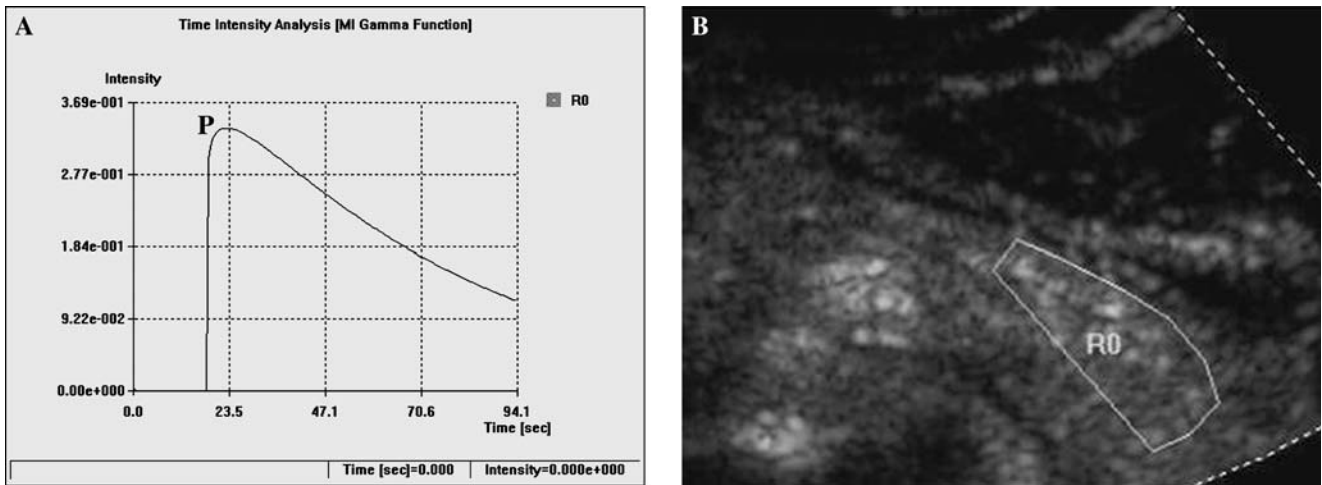 A
Time Intensity Analysis [MI Gamma Function]
Intensity
3.69e-001
2.77e-001
1.84e-001
9.22e-002
0.00e+000
P
R0
0.0 23.5 47.1 70.6 94.1
Time [sec]
Time [sec]=0.000 Intensity=0.000e+000
B
R0